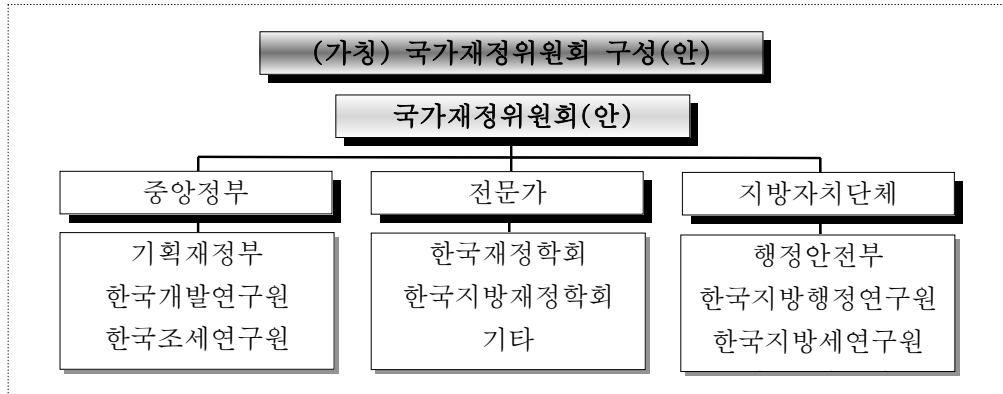 (가칭) 국가재정위원회 구성(안)
국가재정위원회(안)
중앙정부
기획재정부
한국개발연구원
한국조세연구원
전문가
한국재정학회
한국지방재정학회
기타
지방자치단체
행정안전부
한국지방행정연구원
한국지방세연구원